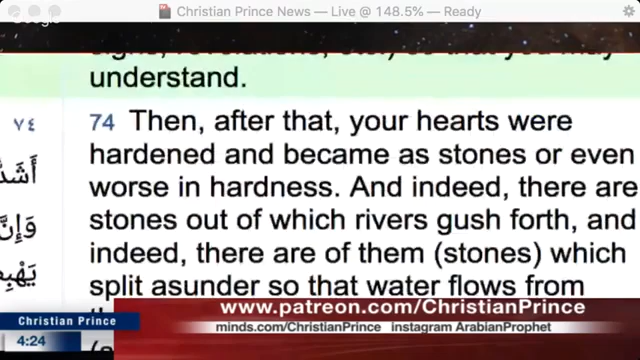 Christian Prince News — Live @ 148.5% — Ready
understand.
٧٤
74 Then, after that, your hearts were
hardened and became as stones or even
worse in hardness. And indeed, there are
stones out of which rivers gush forth, and
indeed, there are of them (stones) which
split asunder so that water flows from
أَشَدُّ
وَإِنَّ
www.patreon.com/ChristianPrince
minds.com/ChristianPrince instagram ArabianProphet
Christian Prince
4:24